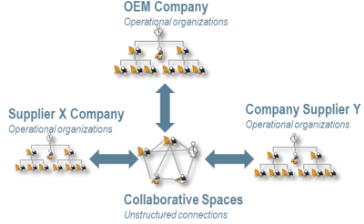 OEM Company
Operational organizations
Supplier X Company
Operational organizations
Company Supplier Y
Operational organizations
Collaborative Spaces
Unstructured connections